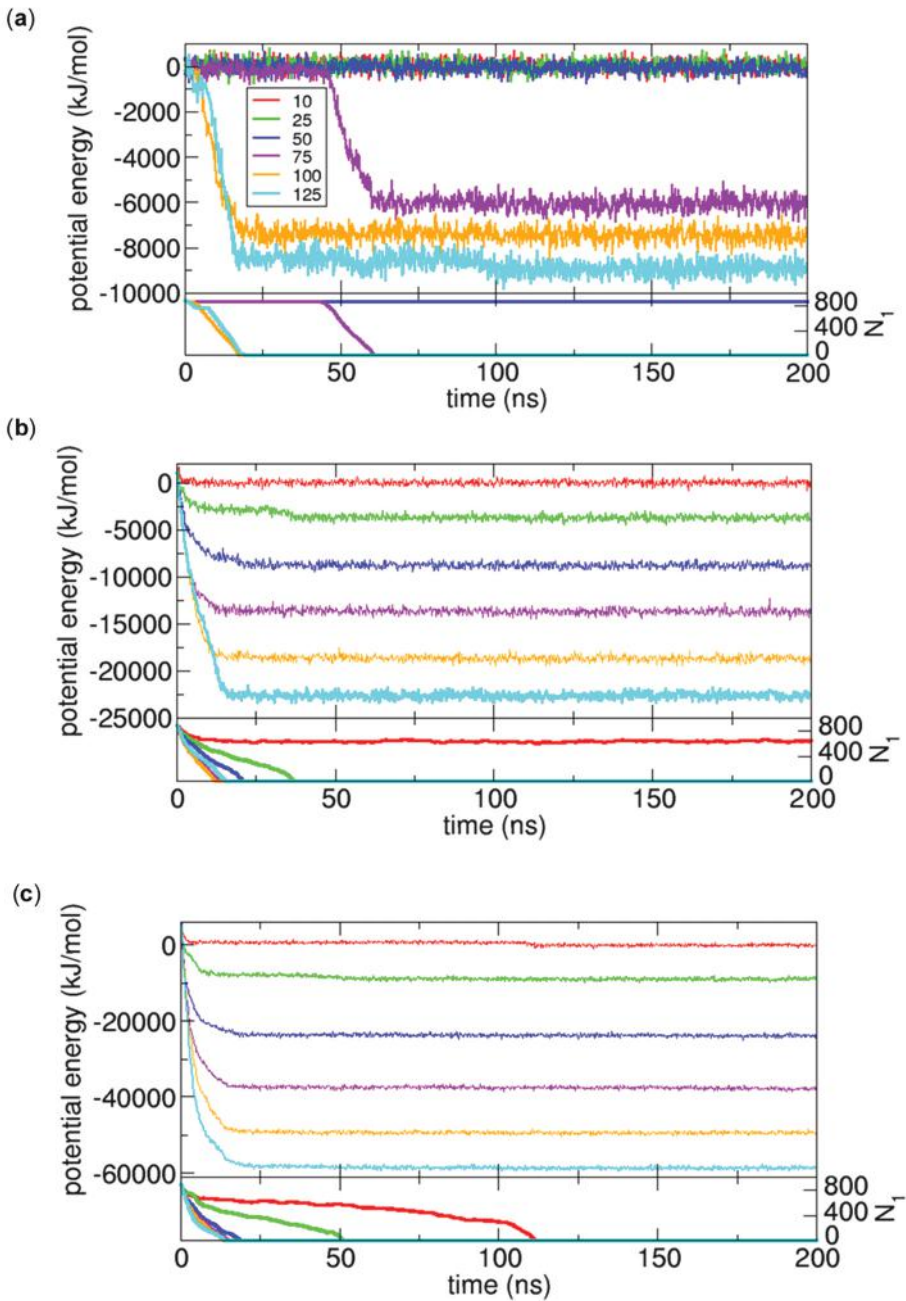 (a)
potential energy (kJ/mol)
0
-2000
-4000
-6000
-8000
-10000
10
25
50
75
100
125
800
400
0
N1
0 50 100 150 200
time (ns)
(b)
potential energy (kJ/mol)
0
-5000
-10000
-15000
-20000
-25000
800
400
0
N1
0 50 100 150 200
time (ns)
(c)
potential energy (kJ/mol)
0
-20000
-40000
-60000
800
400
0
N1
0 50 100 150 200
time (ns)